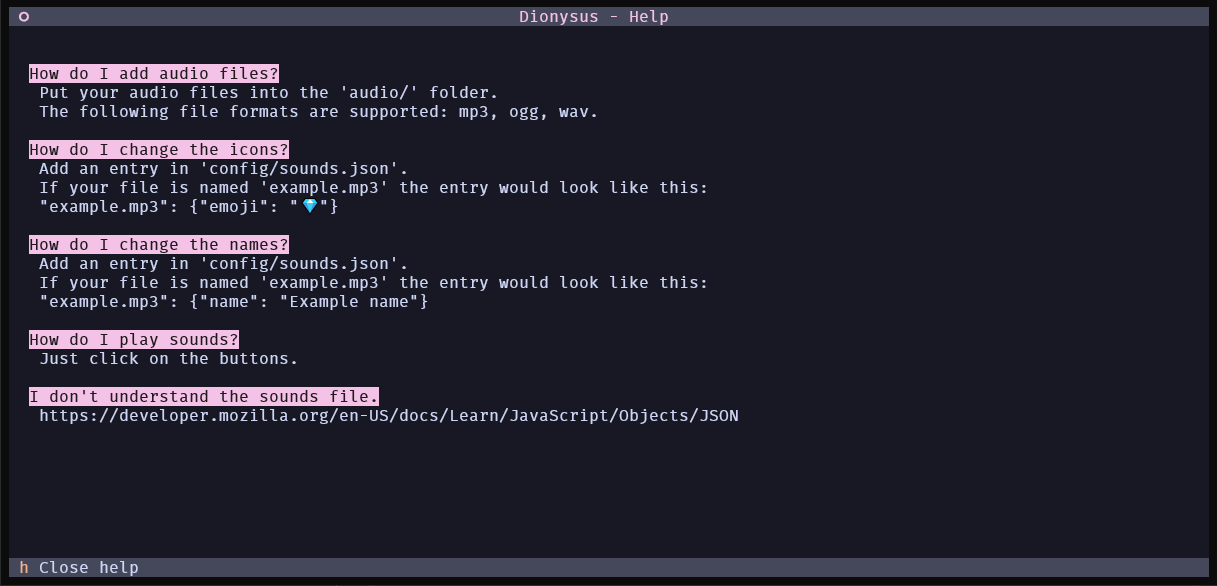 Dionysus - Help
How do I add audio files?
Put your audio files into the 'audio/' folder.
The following file formats are supported: mp3, ogg, wav.
How do I change the icons?
Add an entry in 'config/sounds.json'.
If your file is named 'example.mp3' the entry would look like this:
"example.mp3": {"emoji": "💎"}
How do I change the names?
Add an entry in 'config/sounds.json'.
If your file is named 'example.mp3' the entry would look like this:
"example.mp3": {"name": "Example name"}
How do I play sounds?
Just click on the buttons.
I don't understand the sounds file.
https://developer.mozilla.org/en-US/docs/Learn/JavaScript/Objects/JSON
h Close help